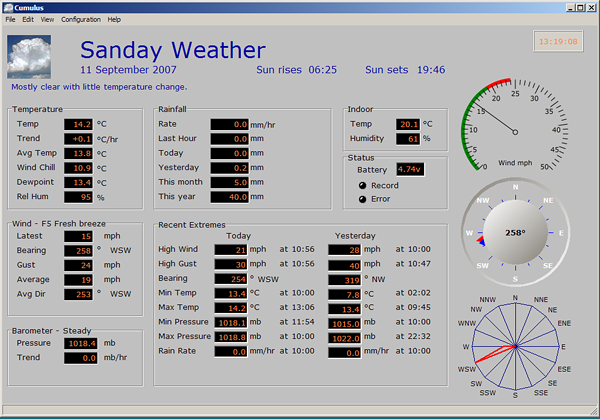 Cumulus
File Edit View Configuration Help
Sanday Weather
13:19:08
11 September 2007 Sun rises 06:25 Sun sets 19:46
Mostly clear with little temperature change.
Temperature
Temp 14.2 °C
Trend +0.1 °C/hr
Avg Temp 13.8 °C
Wind Chill 10.9 °C
Dewpoint 13.4 °C
Rel Hum 95 %
Rainfall
Rate 0.0 mm/hr
Last Hour 0.0 mm
Today 0.0 mm
Yesterday 0.2 mm
This month 5.0 mm
This year 40.0 mm
Indoor
Temp 20.1 °C
Humidity 61 %
Status
Battery 4.74v
Record
Error
0 5 10 15 20 25 30 35 40 45 50
Wind mph
Wind - F5 Fresh breeze
Latest 15 mph
Bearing 258 ° WSW
Gust 24 mph
Average 19 mph
Avg Dir 253 ° WSW
Barometer - Steady
Pressure 1018.4 mb
Trend 0.0 mb/hr
Recent Extremes
Today Yesterday
High Wind 21 mph at 10:56 28 mph at 10:00
High Gust 30 mph at 10:56 40 mph at 10:47
Bearing 254 ° WSW 319 ° NW
Min Temp 13.4 °C at 10:00 7.8 °C at 02:02
Max Temp 14.2 °C at 13:06 13.4 °C at 09:45
Min Pressure 1018.1 mb at 11:54 1015.0 mb at 10:00
Max Pressure 1018.8 mb at 10:00 1022.0 mb at 22:32
Rain Rate 0.0 mm/hr at 10:00 0.0 mm/hr at 10:00
N
NW NE
W 258° E
SW SE
S
N
NNW NNE
NW NE
WNW ENE
W E
WSW ESE
SW SE
SSW SSE
S